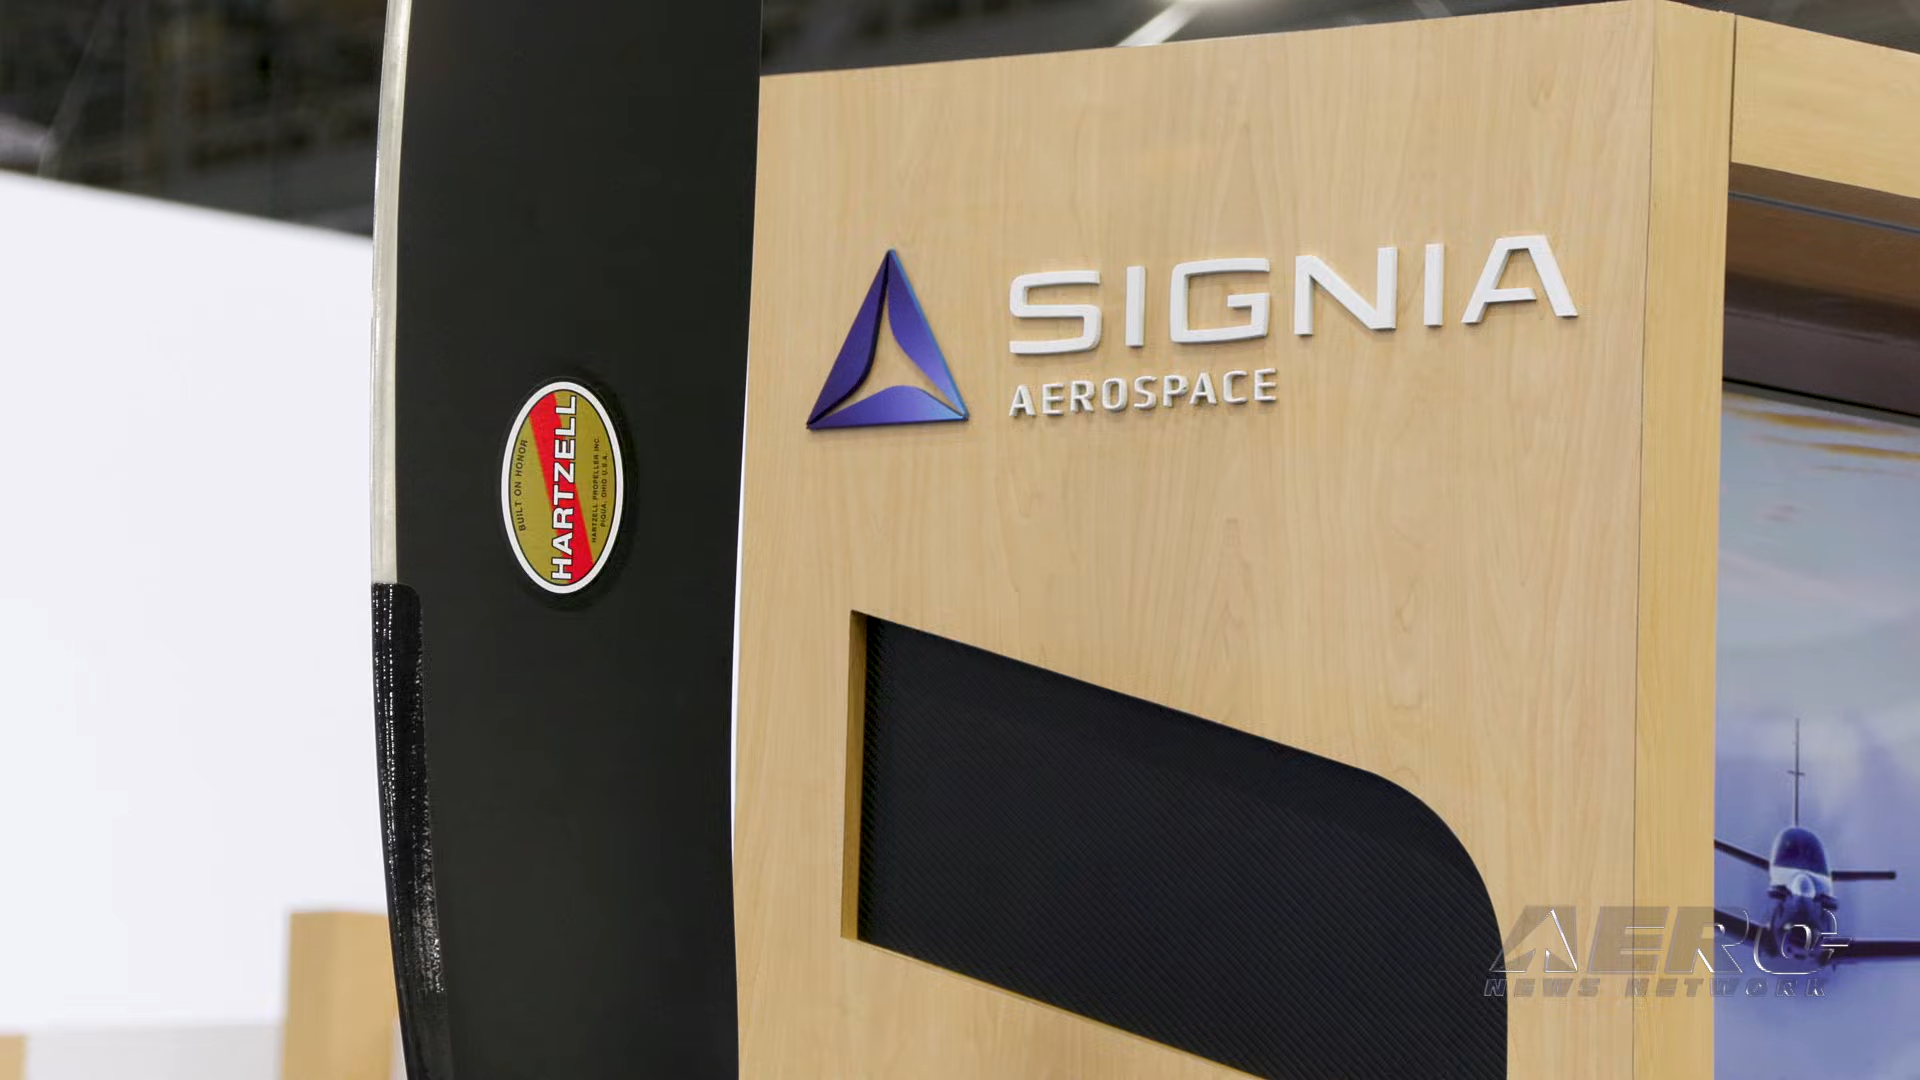 BUILT ON HONOR
HARTZELL
HARTZELL PROPELLER INC.
PIQUA, OHIO U.S.A.
SIGNIA
AEROSPACE
AERO
NEWS NETWORK